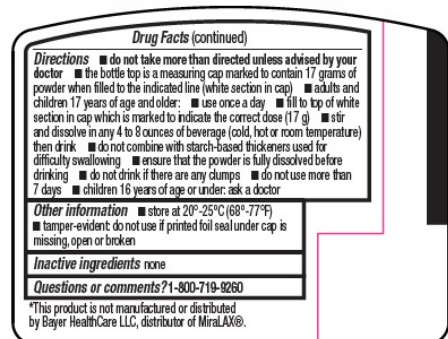 Drug Facts (continued)
Directions ■ do not take more than directed unless advised by your
doctor ■ the bottle top is a measuring cap marked to contain 17 grams of
powder when filled to the indicated line (white section in cap) ■ adults and
children 17 years of age and older: ■ use once a day ■ fill to top of white
section in cap which is marked to indicate the correct dose (17 g) ■ stir
and dissolve in any 4 to 8 ounces of beverage (cold, hot or room temperature)
then drink ■ do not combine with starch-based thickeners used for
difficulty swallowing ■ ensure that the powder is fully dissolved before
drinking ■ do not drink if there are any clumps ■ do not use more than
7 days ■ children 16 years of age or under: ask a doctor
Other information ■ store at 20º-25ºC (68º-77ºF)
■ tamper-evident: do not use if printed foil seal under cap is
missing, open or broken
Inactive ingredients none
Questions or comments? 1-800-719-9260
*This product is not manufactured or distributed
by Bayer HealthCare LLC, distributor of MiraLAX®.